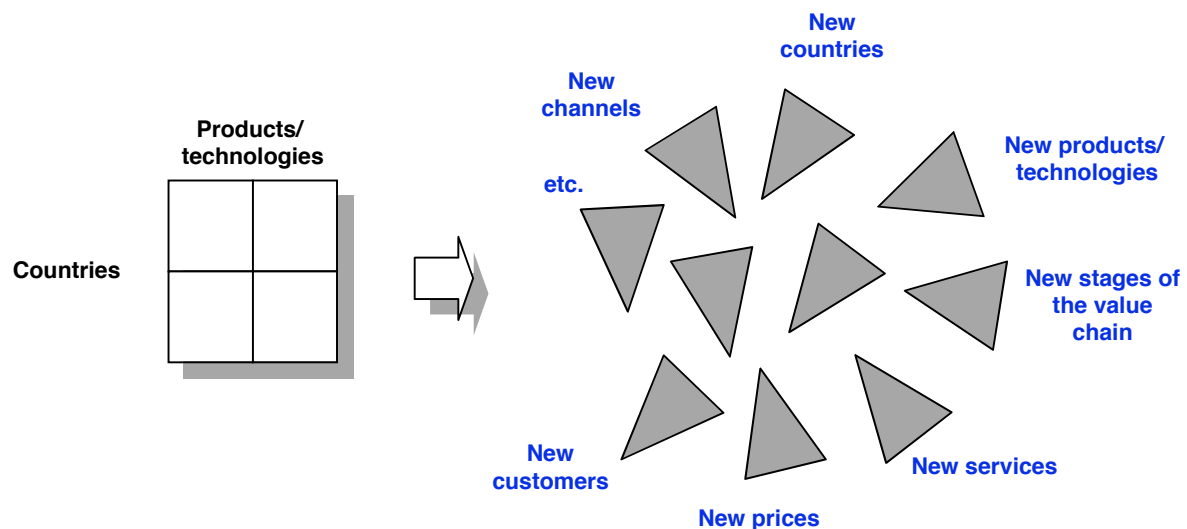 Products/
technologies
Countries
New
countries
New
channels
etc.
New products/
technologies
New stages of
the value
chain
New services
New prices
New
customers